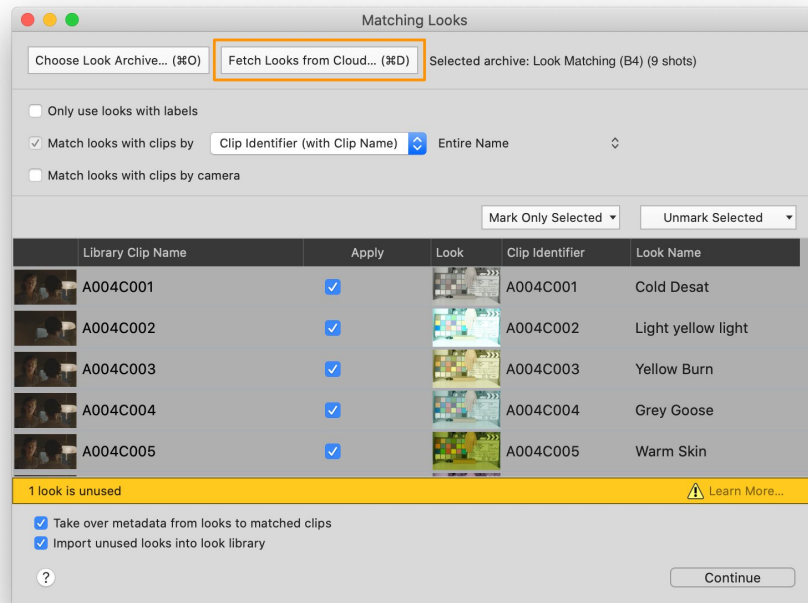 Matching Looks
Choose Look Archive... (⌘O) Fetch Looks from Cloud... (⌘D) Selected archive: Look Matching (B4) (9 shots)
Only use looks with labels
Match looks with clips by Clip Identifier (with Clip Name) Entire Name
Match looks with clips by camera
Mark Only Selected Unmark Selected
Library Clip Name Apply Look Clip Identifier Look Name
A004C001 A004C001 Cold Desat
A004C002 A004C002 Light yellow light
A004C003 A004C003 Yellow Burn
A004C004 A004C004 Grey Goose
A004C005 A004C005 Warm Skin
1 look is unused Learn More...
Take over metadata from looks to matched clips
Import unused looks into look library
? Continue